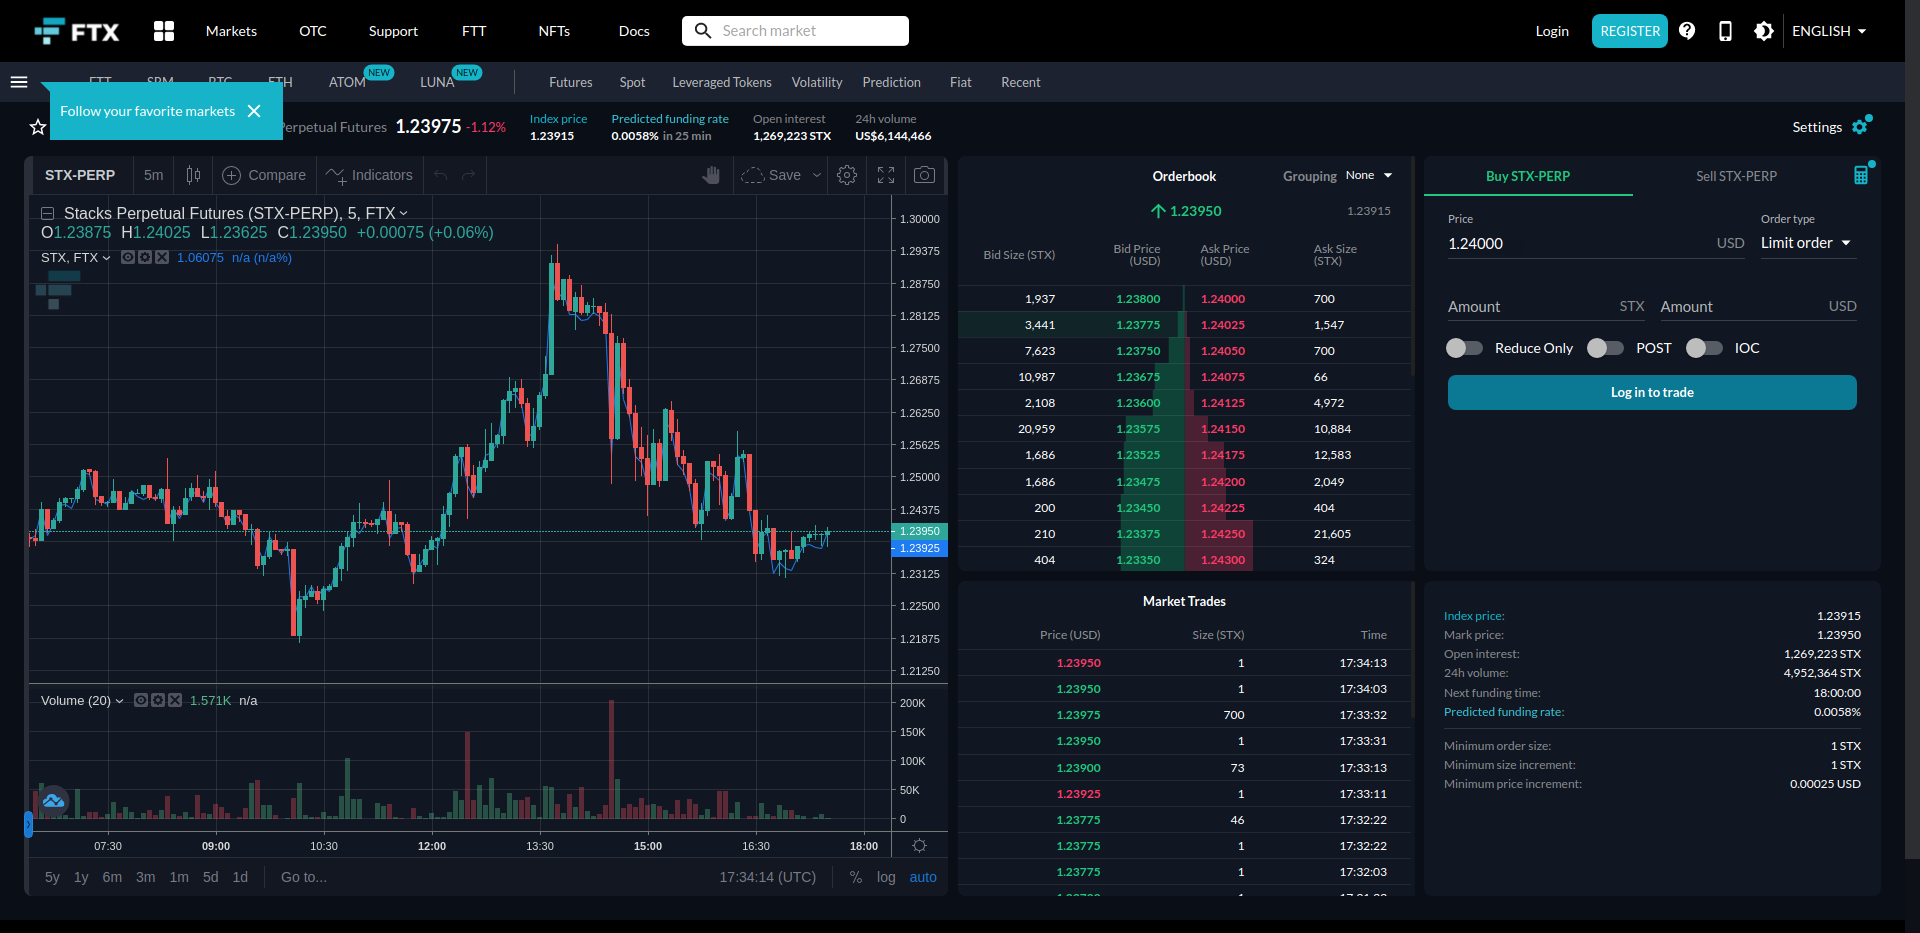 FTX Markets OTC Support FTT NFTs Docs Search market Login REGISTER ENGLISH
ATOM NEW LUNA NEW Futures Spot Leveraged Tokens Volatility Prediction Fiat Recent
Follow your favorite markets
Perpetual Futures 1.23975 -1.12%
Index price
1.23915
Predicted funding rate
0.0058% in 25 min
Open interest
1,269,223 STX
24h volume
US$6,144,466
Settings
STX-PERP 5m Compare Indicators Save
Stacks Perpetual Futures (STX-PERP), 5, FTX
O1.23875 H1.24025 L1.23625 C1.23950 +0.00075 (+0.06%)
STX, FTX 1.06075 n/a (n/a%)
1.30000
1.29375
1.28750
1.28125
1.27500
1.26875
1.26250
1.25625
1.25000
1.24375
1.23950
1.23925
1.23125
1.22500
1.21875
1.21250
Volume (20) 1.571K n/a
200K
150K
100K
50K
0
07:30 09:00 10:30 12:00 13:30 15:00 16:30 18:00
5y 1y 6m 3m 1m 5d 1d Go to... 17:34:14 (UTC) % log auto
Orderbook Grouping None
1.23950 1.23915
Bid Size (STX) Bid Price (USD) Ask Price (USD) Ask Size (STX)
1,937 1.23800 1.24000 700
3,441 1.23775 1.24025 1,547
7,623 1.23750 1.24050 700
10,987 1.23675 1.24075 66
2,108 1.23600 1.24125 4,972
20,959 1.23575 1.24150 10,884
1,686 1.23525 1.24175 12,583
1,686 1.23475 1.24200 2,049
200 1.23450 1.24225 404
210 1.23375 1.24250 21,605
404 1.23350 1.24300 324
Market Trades
Price (USD) Size (STX) Time
1.23950 1 17:34:13
1.23950 1 17:34:03
1.23975 700 17:33:32
1.23950 1 17:33:31
1.23900 73 17:33:13
1.23925 1 17:33:11
1.23775 46 17:32:22
1.23775 1 17:32:22
1.23775 1 17:32:03
Buy STX-PERP Sell STX-PERP
Price Order type
1.24000 USD Limit order
Amount STX Amount USD
Reduce Only POST IOC
Log in to trade
Index price: 1.23915
Mark price: 1.23950
Open interest: 1,269,223 STX
24h volume: 4,952,364 STX
Next funding time: 18:00:00
Predicted funding rate: 0.0058%
Minimum order size: 1 STX
Minimum size increment: 1 STX
Minimum price increment: 0.00025 USD